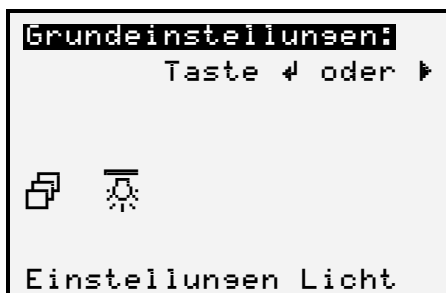 Grundeinstellungen:
Taste ↲ oder ▶
Einstellungen Licht